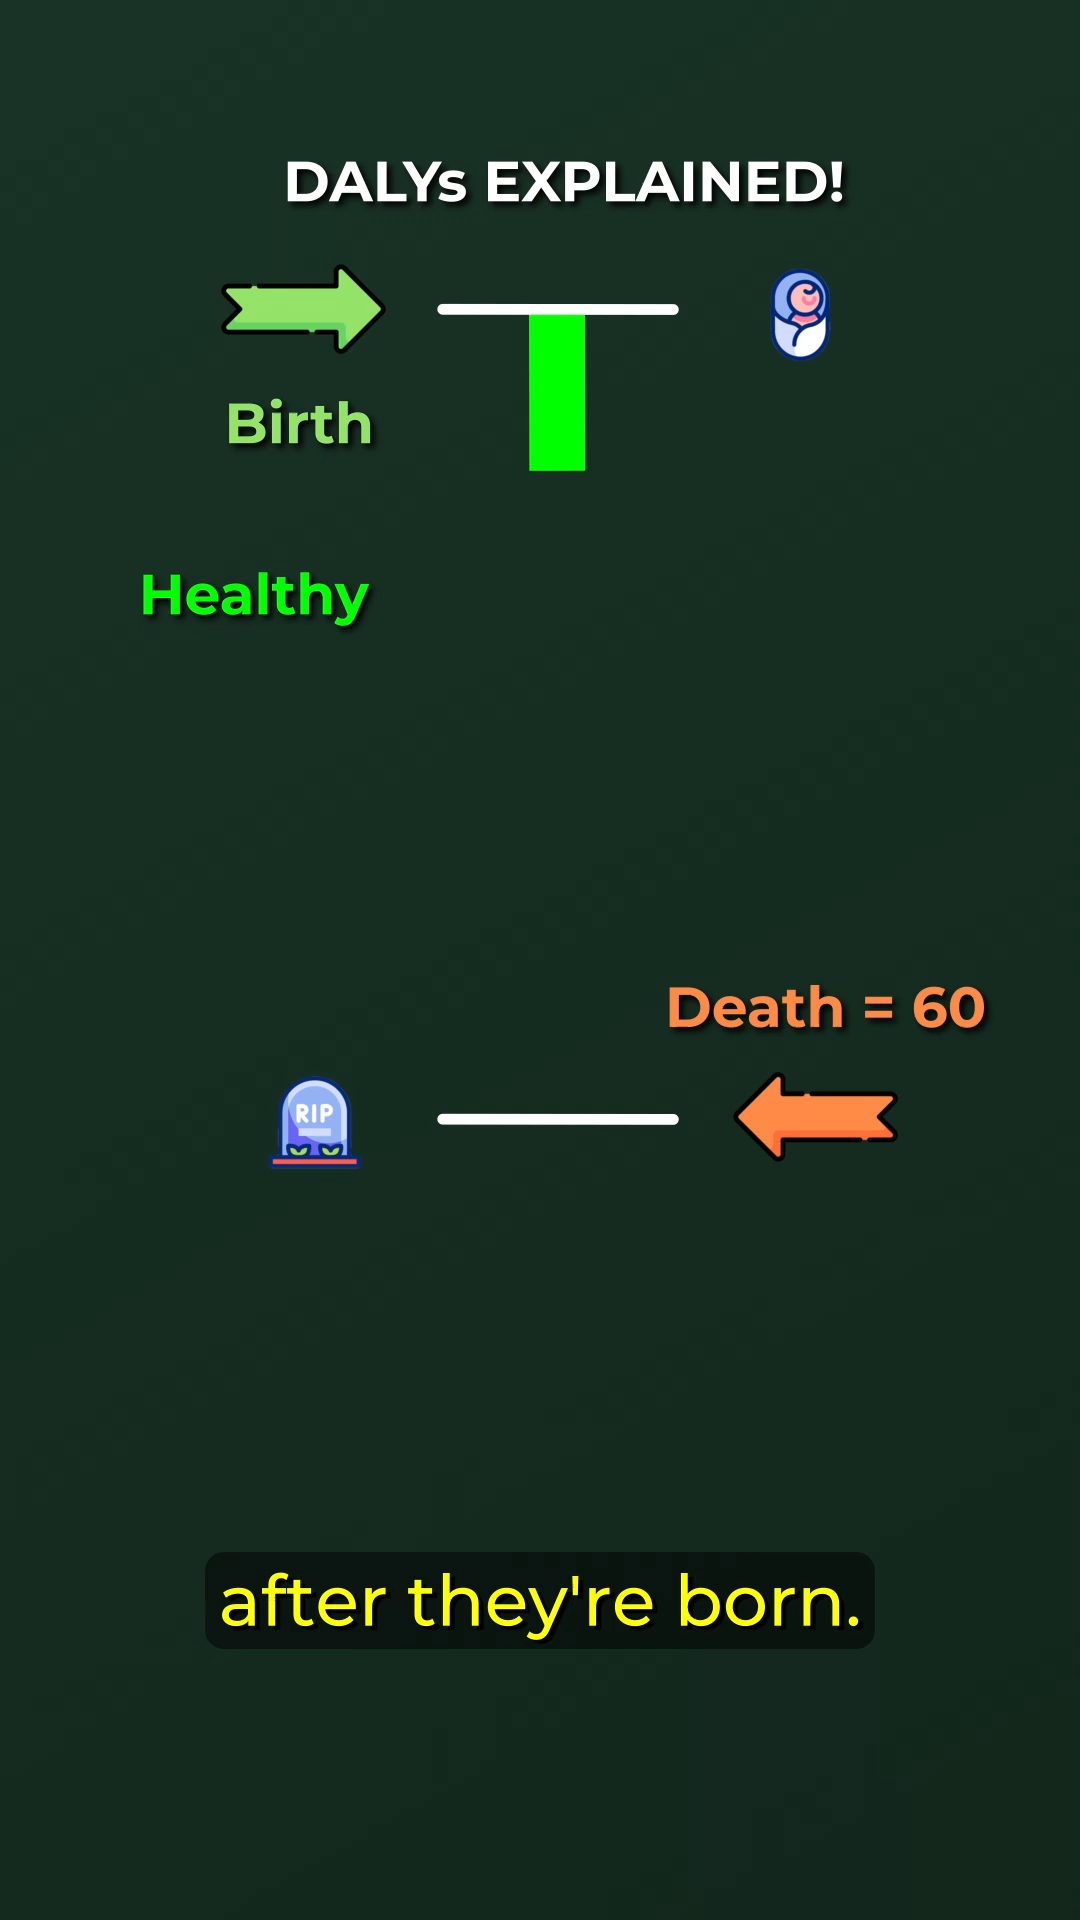 DALYs EXPLAINED!
Birth
Healthy
Death = 60
RIP
after they're born.